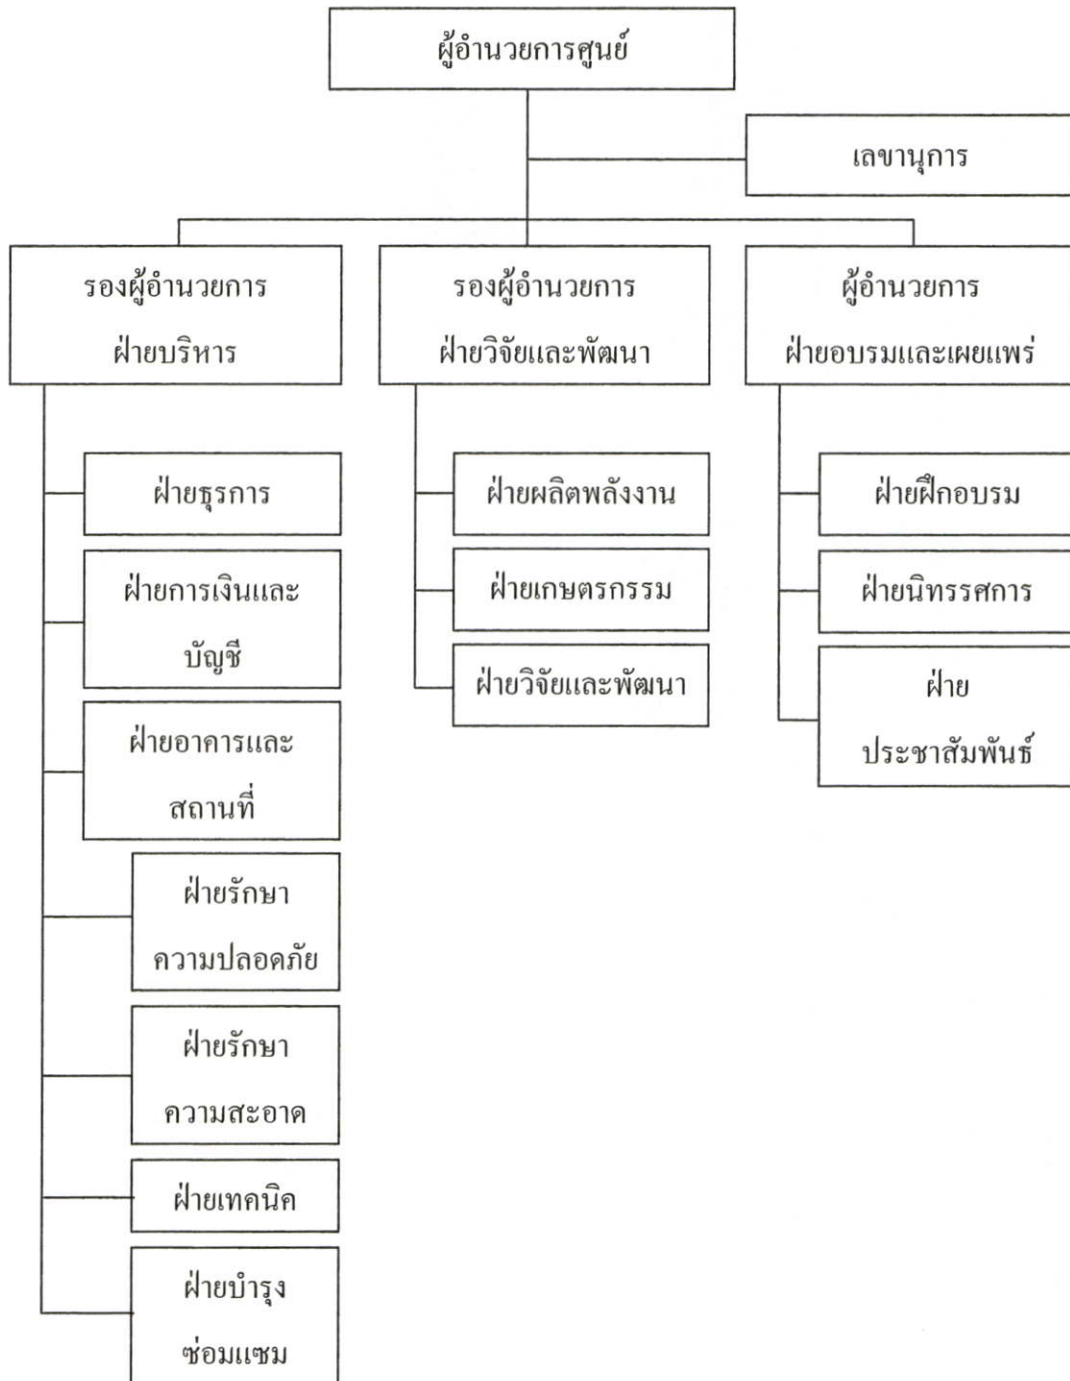 ผู้อำนวยการศูนย์
เลขานุการ
รองผู้อำนวยการ
ฝ่ายบริหาร
รองผู้อำนวยการ
ฝ่ายวิจัยและพัฒนา
ผู้อำนวยการ
ฝ่ายอบรมและเผยแพร่
ฝ่ายธุรการ
ฝ่ายการเงินและ
บัญชี
ฝ่ายอาคารและ
สถานที่
ฝ่ายรักษา
ความปลอดภัย
ฝ่ายรักษา
ความสะอาด
ฝ่ายเทคนิค
ฝ่ายบำรุง
ซ่อมแซม
ฝ่ายผลิตพลังงาน
ฝ่ายเกษตรกรรม
ฝ่ายวิจัยและพัฒนา
ฝ่ายฝึกอบรม
ฝ่ายนิทรรศการ
ฝ่าย
ประชาสัมพันธ์